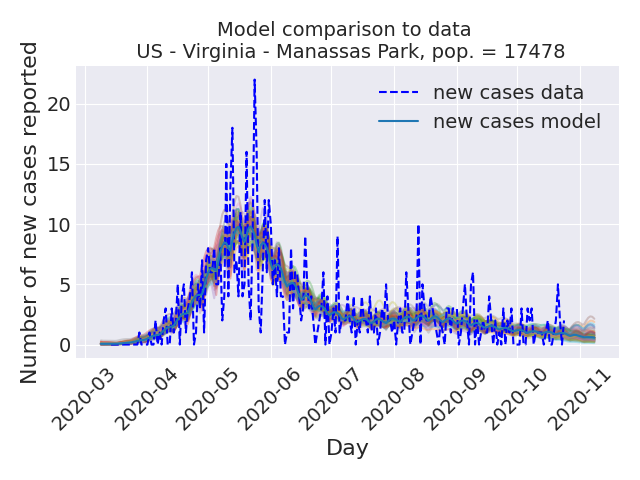 Model comparison to data
US - Virginia - Manassas Park, pop. = 17478
Number of new cases reported
20
15
10
5
0
new cases data
new cases model
2020-03
2020-04
2020-05
2020-06
2020-07
2020-08
2020-09
2020-10
2020-11
Day